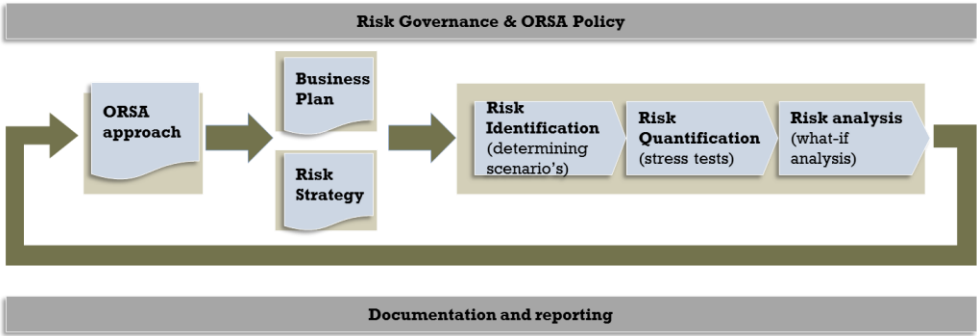 Risk Governance & ORSA Policy
ORSA
approach
Business
Plan
Risk
Strategy
Risk
Identification
(determining
scenario's)
Risk
Quantification
(stress tests)
Risk analysis
(what-if
analysis)
Documentation and reporting